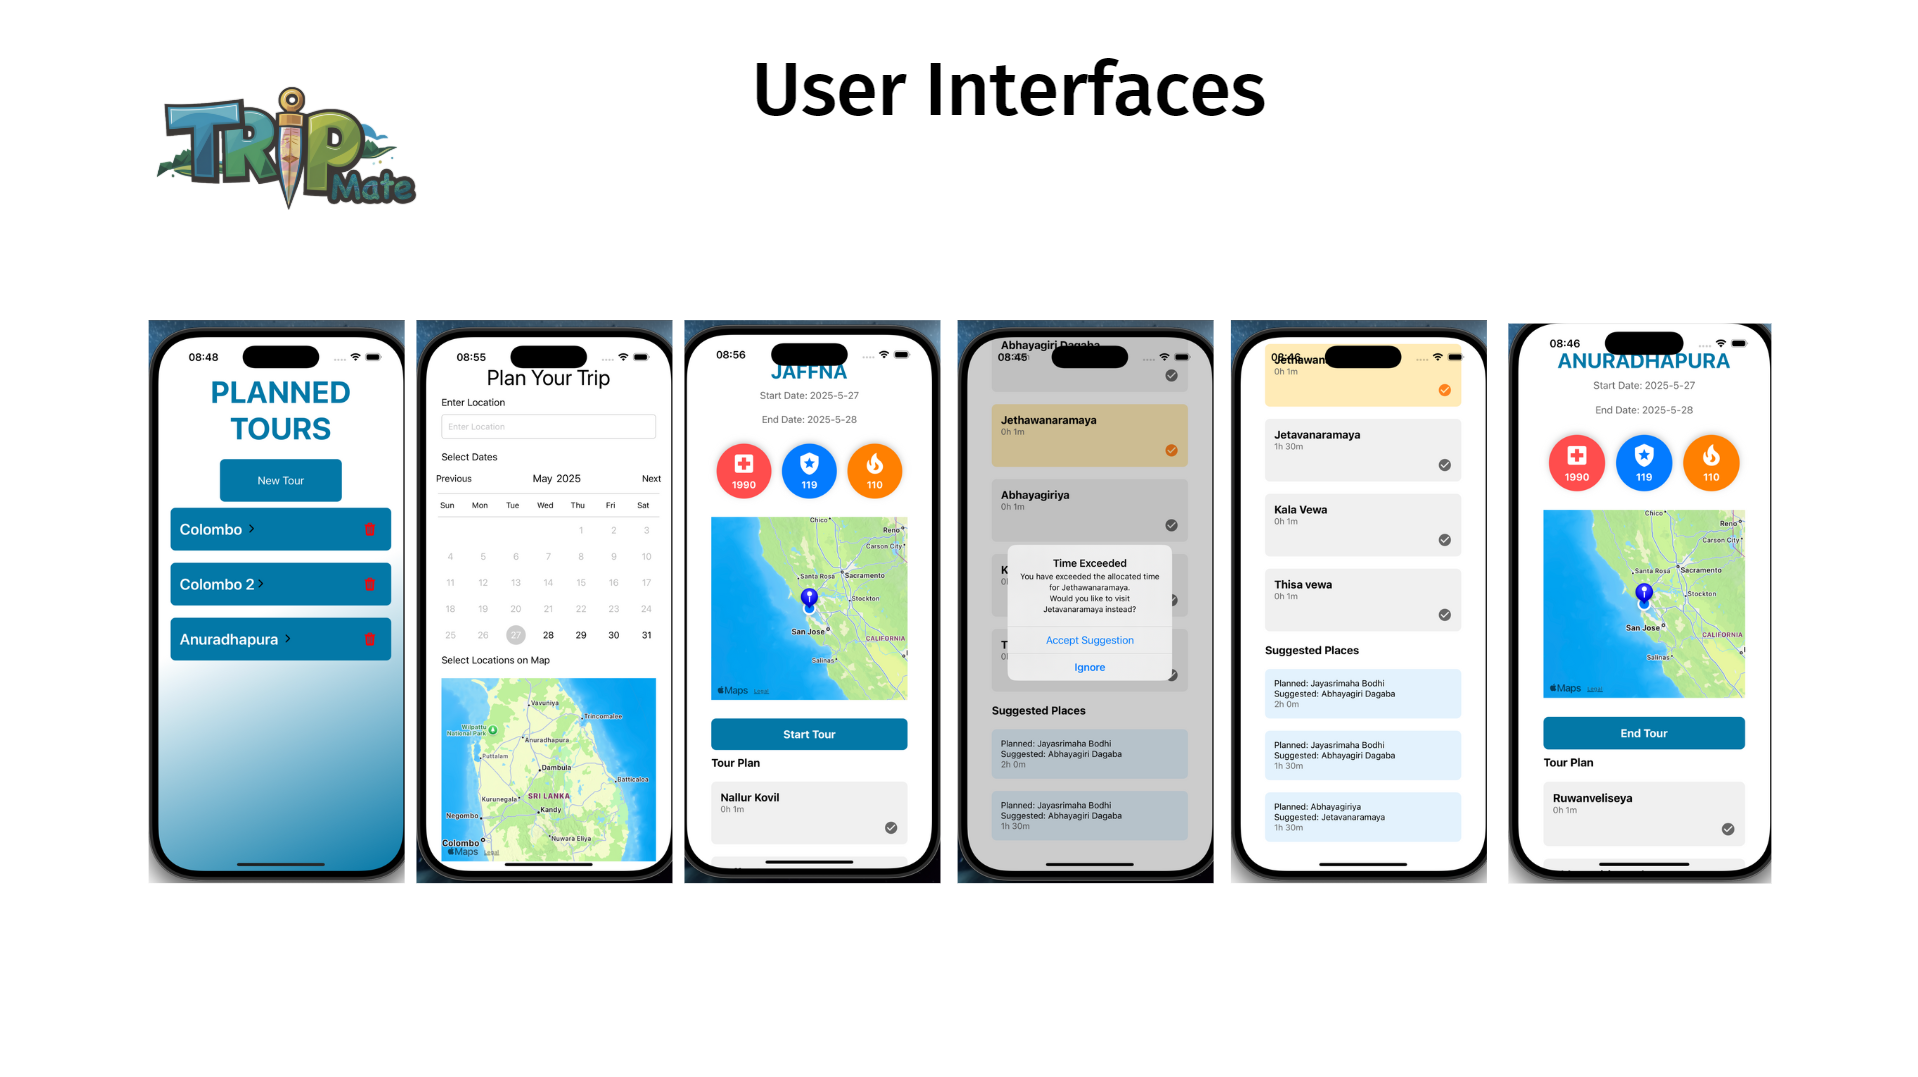 User Interfaces
TRiP
Mate
08:48
PLANNED
TOURS
New Tour
Colombo >
Colombo 2 >
Anuradhapura >
08:55
Plan Your Trip
Enter Location
Enter Location
Select Dates
Previous May 2025 Next
Sun Mon Tue Wed Thu Fri Sat
1 2 3
4 5 6 7 8 9 10
11 12 13 14 15 16 17
18 19 20 21 22 23 24
25 26 27 28 29 30 31
Select Locations on Map
Vavuniya
Trincomalee
Wilpattu
National Park
Anuradhapura
Puttalam
Dambula
Batticaloa
Kurunegala
SRI LANKA
Kandy
Negombo
Nuwara Eliya
Colombo
Maps Legal
08:56
JAFFNA
Start Date: 2025-5-27
End Date: 2025-5-28
1990 119 110
Chico
Reno
Carson City
Santa Rosa
Sacramento
Stockton
San Jose
CALIFORNIA
Salinas
Maps Legal
Start Tour
Tour Plan
Nallur Kovil
0h 1m
Abhayagiri Dagaba
08:45
Jethawanaramaya
0h 1m
Abhayagiriya
0h 1m
K
T
Time Exceeded
You have exceeded the allocated time
for Jethawanaramaya.
Would you like to visit
Jetavanaramaya instead?
Accept Suggestion
Ignore
Suggested Places
Planned: Jayasrimaha Bodhi
Suggested: Abhayagiri Dagaba
2h 0m
Planned: Jayasrimaha Bodhi
Suggested: Abhayagiri Dagaba
1h 30m
08:46
Jethawan
0h 1m
Jetavanaramaya
1h 30m
Kala Vewa
0h 1m
Thisa vewa
0h 1m
Suggested Places
Planned: Jayasrimaha Bodhi
Suggested: Abhayagiri Dagaba
2h 0m
Planned: Jayasrimaha Bodhi
Suggested: Abhayagiri Dagaba
1h 30m
Planned: Abhayagiriya
Suggested: Jetavanaramaya
1h 30m
08:46
ANURADHAPURA
Start Date: 2025-5-27
End Date: 2025-5-28
1990 119 110
Chico
Reno
Carson City
Santa Rosa
Sacramento
Stockton
San Jose
CALIFORNIA
Salinas
Maps Legal
End Tour
Tour Plan
Ruwanveliseya
0h 1m